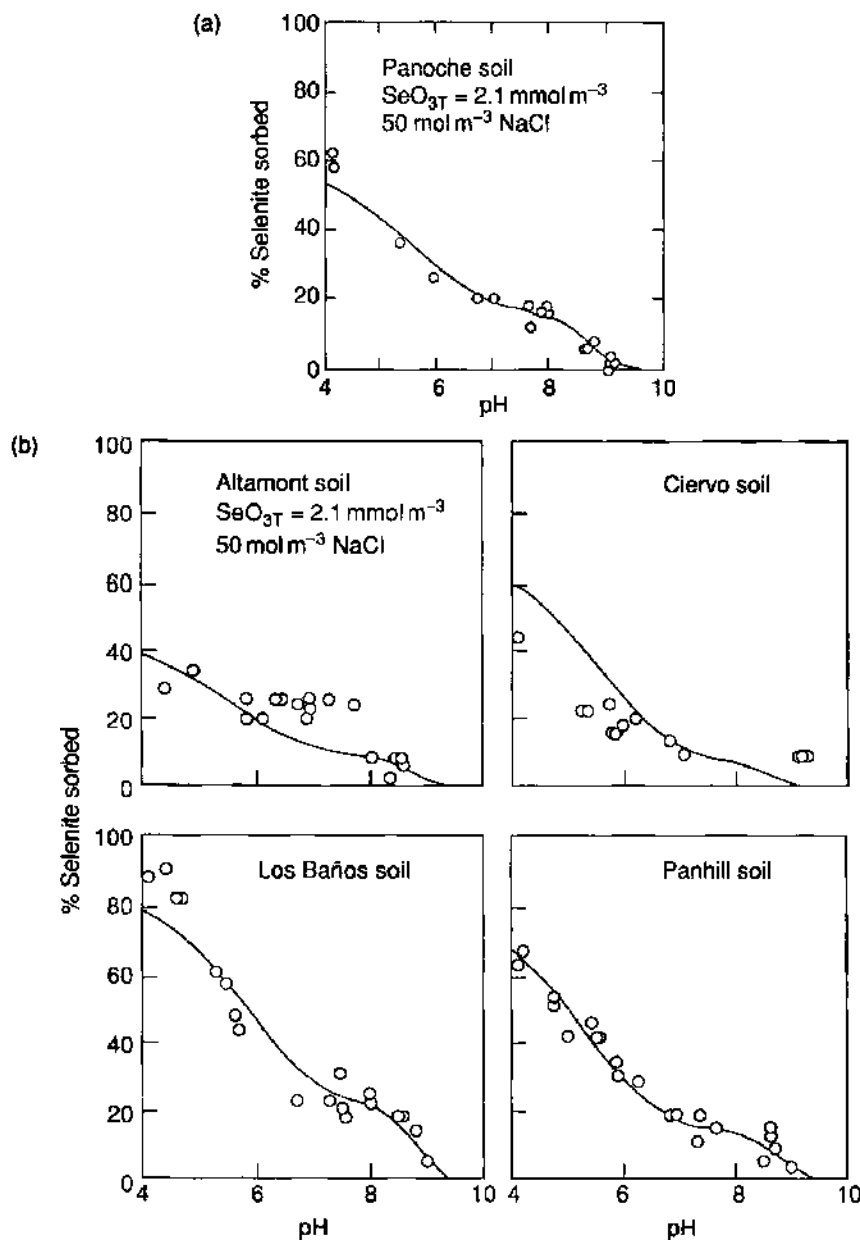 (a)
100
80
60
40
20
0
% Selenite sorbed
Panoche soil
SeO₃T = 2.1 mmol m⁻³
50 mol m⁻³ NaCl
4
6
8
10
pH
(b)
100
80
60
40
20
0
Altamont soil
SeO₃T = 2.1 mmol m⁻³
50 mol m⁻³ NaCl
Ciervo soil
% Selenite sorbed
100
80
60
40
20
0
Los Baños soil
4
6
8
10
pH
Panhill soil
4
6
8
10
pH